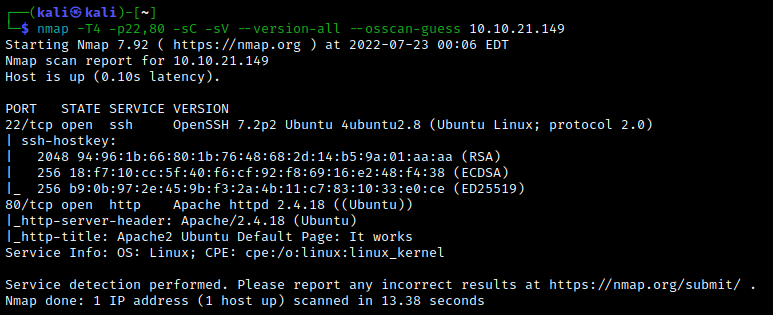 ┌──(kali㉿kali)-[~]
└─$ nmap -T4 -p22,80 -sC -sV --version-all --osscan-guess 10.10.21.149
Starting Nmap 7.92 ( https://nmap.org ) at 2022-07-23 00:06 EDT
Nmap scan report for 10.10.21.149
Host is up (0.10s latency).

PORT   STATE SERVICE VERSION
22/tcp open  ssh     OpenSSH 7.2p2 Ubuntu 4ubuntu2.8 (Ubuntu Linux; protocol 2.0)
| ssh-hostkey:
|   2048 94:96:1b:66:80:1b:76:48:68:2d:14:b5:9a:01:aa:aa (RSA)
|   256 18:f7:10:cc:5f:40:f6:cf:92:f8:69:16:e2:48:f4:38 (ECDSA)
|_  256 b9:0b:97:2e:45:9b:f3:2a:4b:11:c7:83:10:33:e0:ce (ED25519)
80/tcp open  http    Apache httpd 2.4.18 ((Ubuntu))
|_http-server-header: Apache/2.4.18 (Ubuntu)
|_http-title: Apache2 Ubuntu Default Page: It works
Service Info: OS: Linux; CPE: cpe:/o:linux:linux_kernel

Service detection performed. Please report any incorrect results at https://nmap.org/submit/ .
Nmap done: 1 IP address (1 host up) scanned in 13.38 seconds